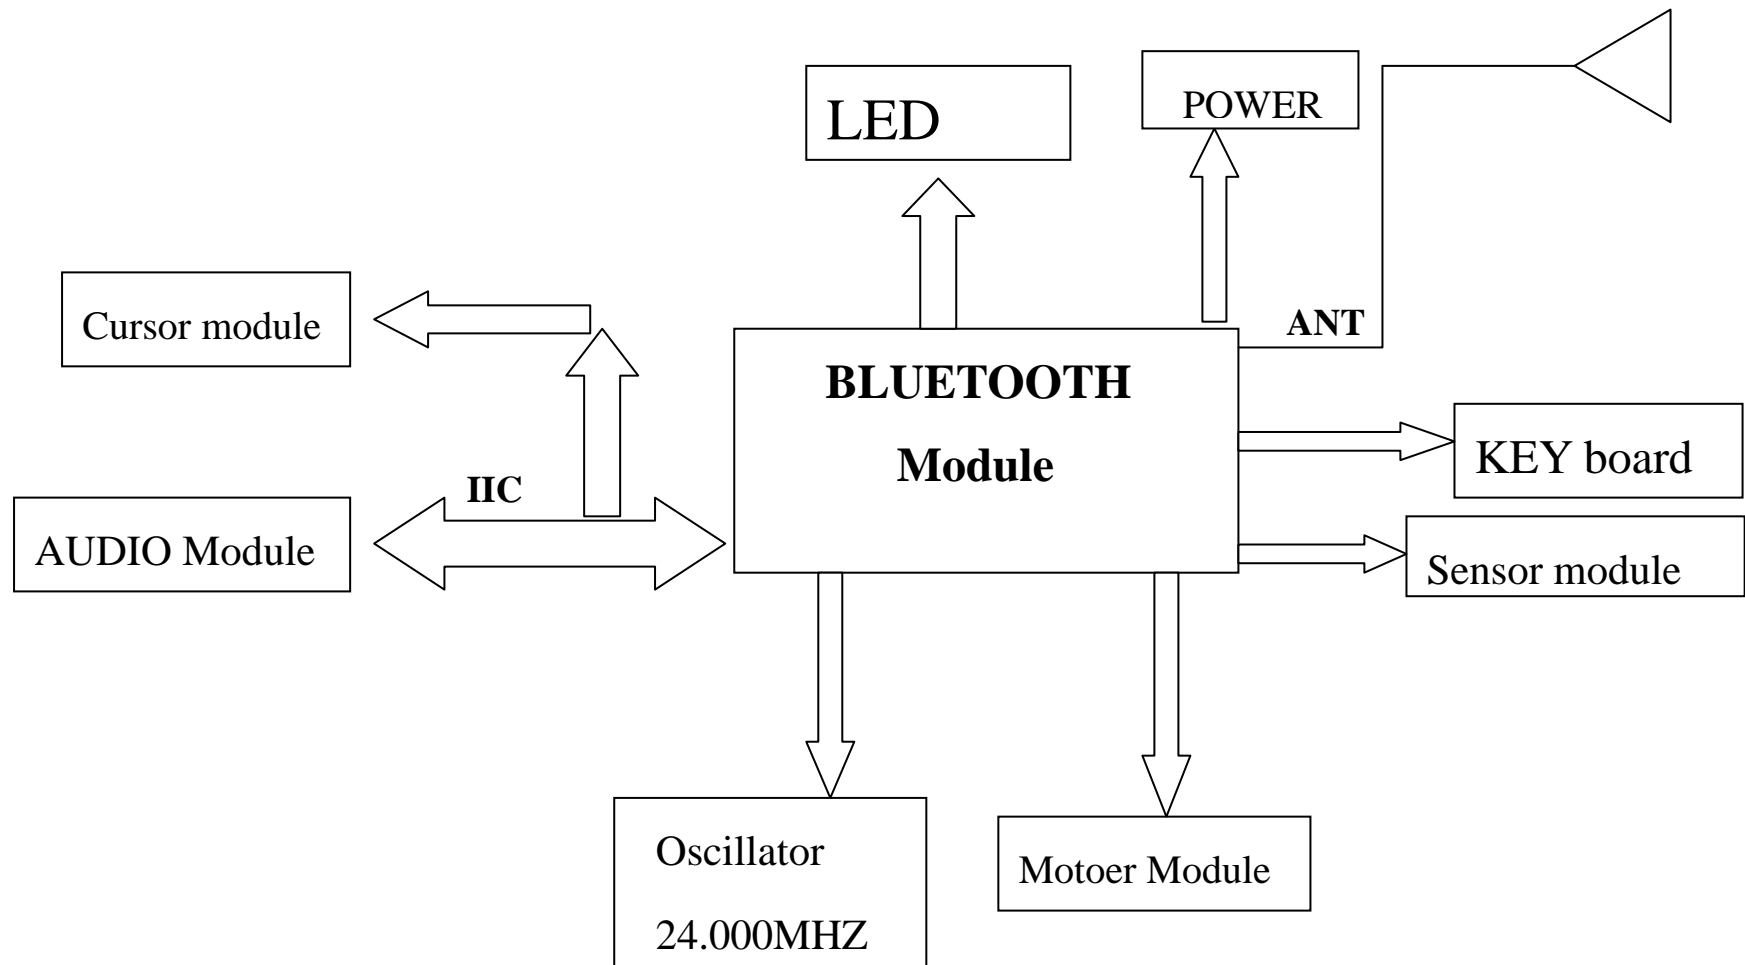 LED
POWER
ANT
Cursor module
BLUETOOTH
Module
KEY board
IIC
AUDIO Module
Sensor module
Oscillator
24.000MHZ
Motoer Module